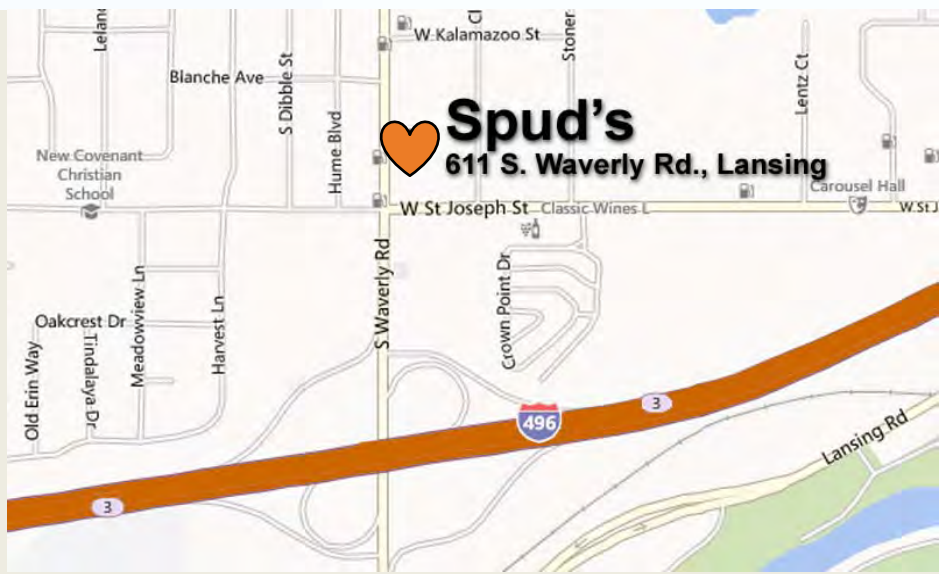 Leland
Cl
Stoner
W Kalamazoo St
Blanche Ave
S Dibble St
Hume Blvd
Lentz Ct
Spud's
611 S. Waverly Rd., Lansing
New Covenant
Christian
School
Carousel Hall
W St Joseph St
Classic Wines L
W St J
S Waverly Rd
Crown Point Dr
Meadowview Ln
Harvest Ln
Oakcrest Dr
Old Erin Way
Tindalaya Dr
496
3
3
Lansing Rd